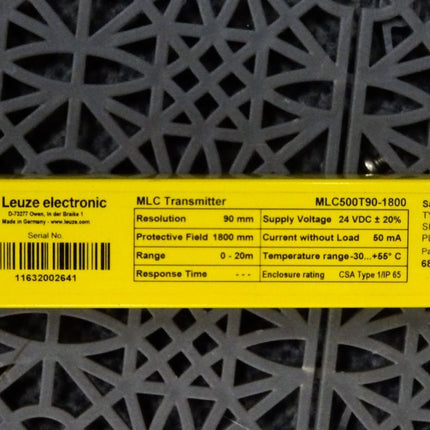 Leuze electronic
D-73277 Owen, In der Braike 1
Made in Germany - www.leuze.com
Serial No.
11632002641
MLC Transmitter MLC500T90-1800
Resolution 90 mm Supply Voltage 24 VDC ± 20%
Protective Field 1800 mm Current without Load 50 mA
Range 0 - 20m Temperature range -30...+55° C
Response Time --- Enclosure rating CSA Type 1/IP 65
Pa
68